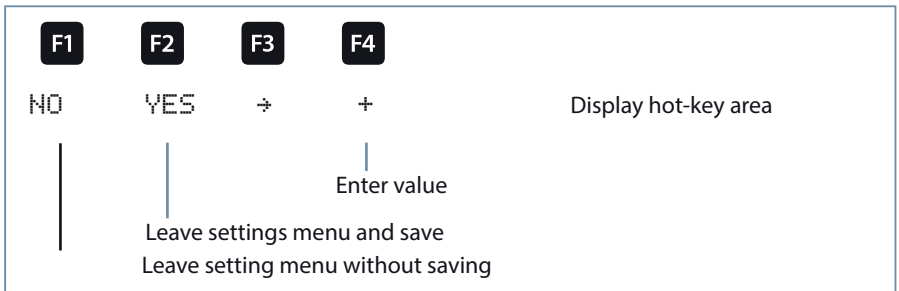 F1 F2 F3 F4
NO YES → + Display hot-key area
Enter value
Leave settings menu and save
Leave setting menu without saving